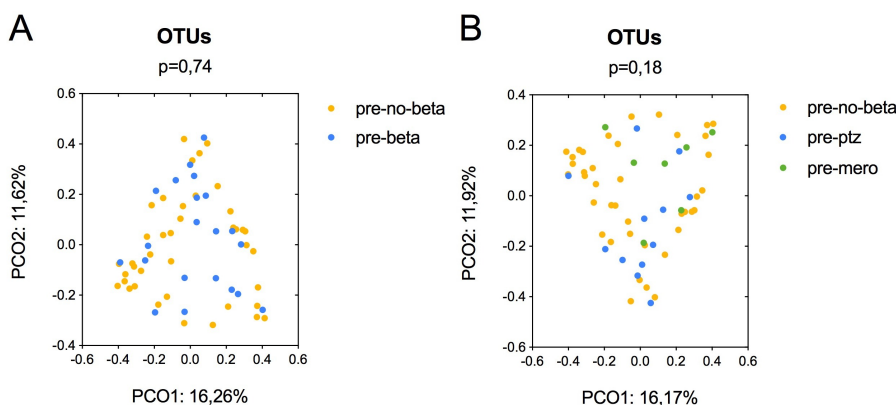 A
OTUs
p=0,74
0.6
0.4
0.2
0.0
-0.2
-0.4
-0.6 -0.4 -0.2 0.0 0.2 0.4 0.6
PCO2: 11,62%
PCO1: 16,26%
pre-no-beta
pre-beta
B
OTUs
p=0,18
0.4
0.2
0.0
-0.2
-0.4
-0.6
-0.6 -0.4 -0.2 0.0 0.2 0.4 0.6
PCO2: 11,92%
PCO1: 16,17%
pre-no-beta
pre-ptz
pre-mero